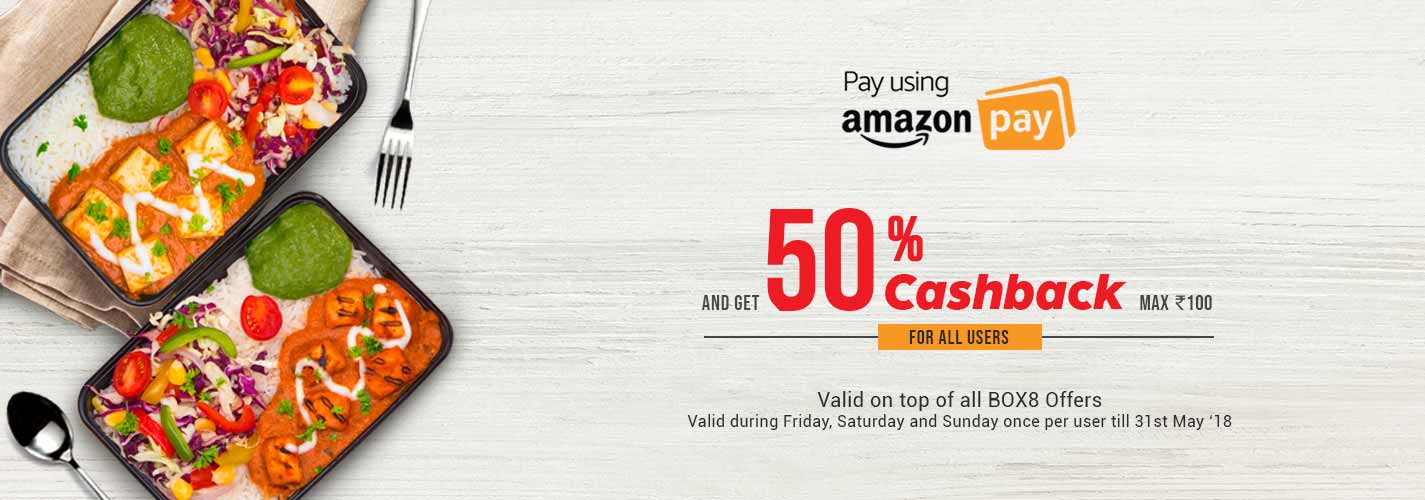 Pay using
amazon pay
AND GET 50% Cashback MAX ₹100
FOR ALL USERS
Valid on top of all BOX8 Offers
Valid during Friday, Saturday and Sunday once per user till 31st May ‘18